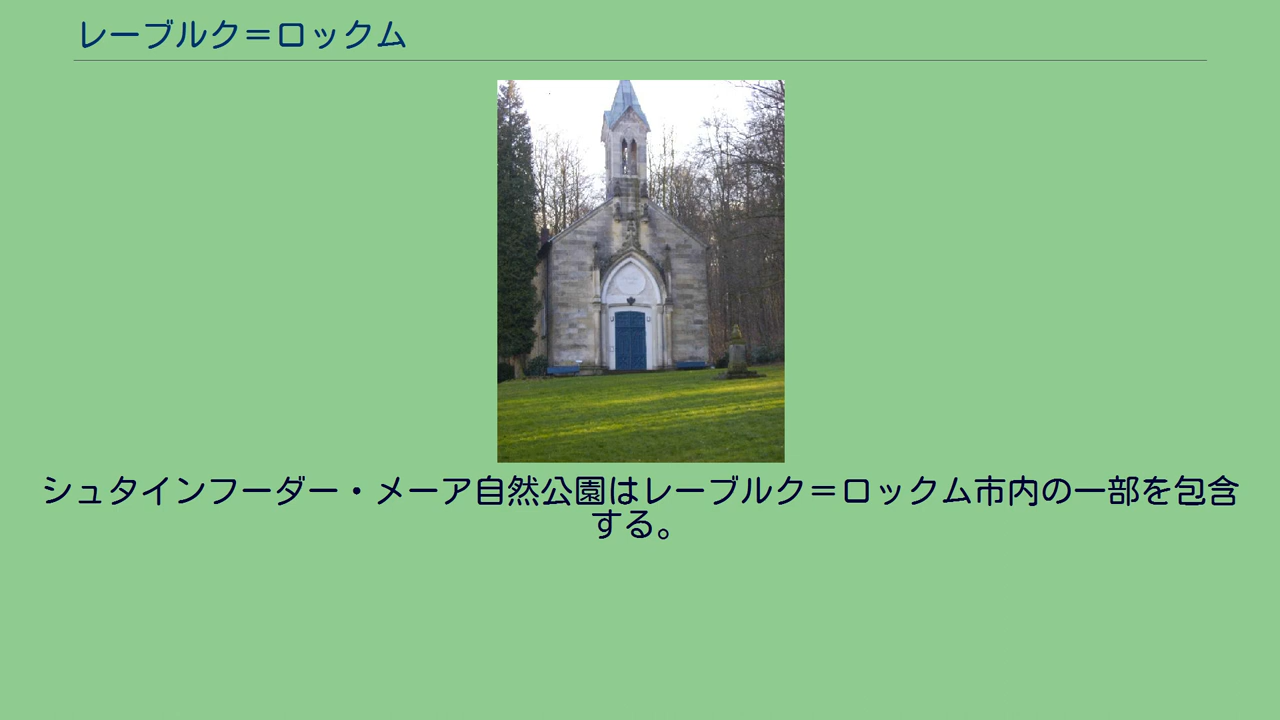 レーブルク＝ロックム
シュタインフーダー・メーア自然公園はレーブルク＝ロックム市内の一部を包含
する。